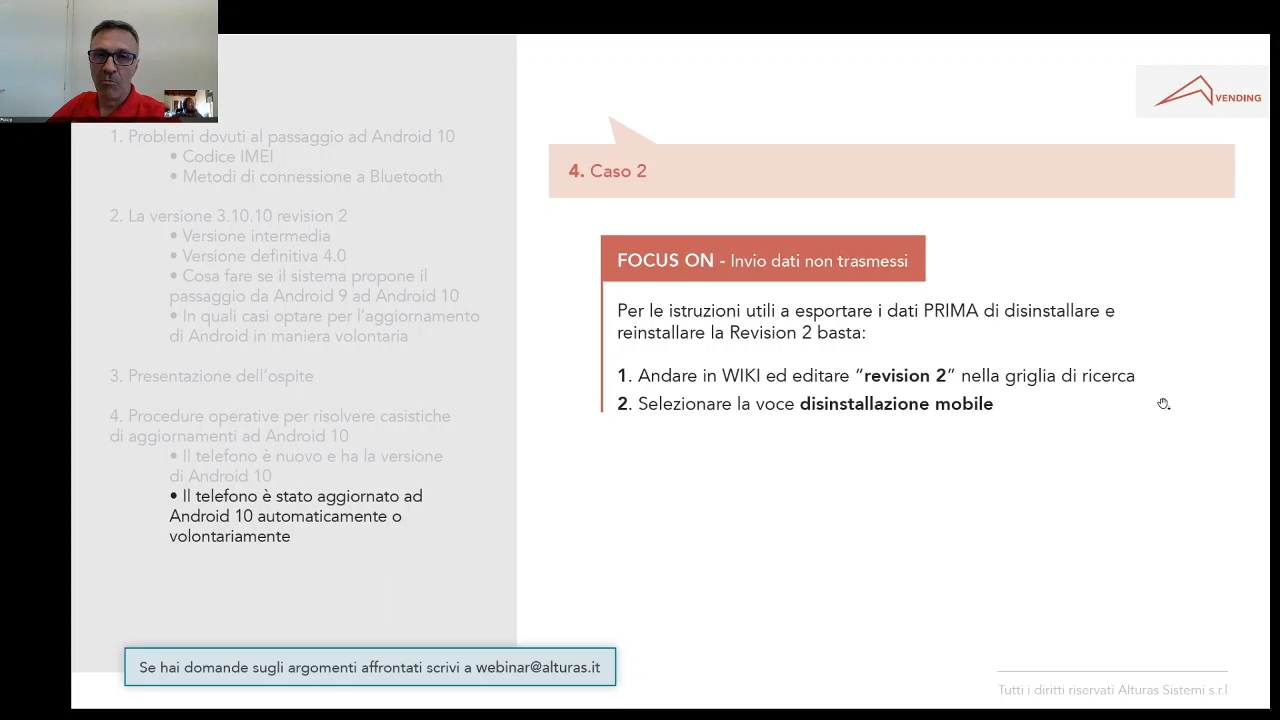 VENDING
1. Problemi dovuti al passaggio ad Android 10
• Codice IMEI
• Metodi di connessione a Bluetooth
2. La versione 3.10.10 revision 2
• Versione intermedia
• Versione definitiva 4.0
• Cosa fare se il sistema propone il
passaggio da Android 9 ad Android 10
• In quali casi optare per l'aggiornamento
di Android in maniera volontaria
3. Presentazione dell'ospite
4. Procedure operative per risolvere casistiche
di aggiornamenti ad Android 10
• Il telefono è nuovo e ha la versione
di Android 10
• Il telefono è stato aggiornato ad
Android 10 automaticamente o
volontariamente
4. Caso 2
FOCUS ON - Invio dati non trasmessi
Per le istruzioni utili a esportare i dati PRIMA di disinstallare e
reinstallare la Revision 2 basta:
1. Andare in WIKI ed editare “revision 2” nella griglia di ricerca
2. Selezionare la voce disinstallazione mobile
Se hai domande sugli argomenti affrontati scrivi a webinar@alturas.it
Tutti i diritti riservati Alturas Sistemi s.r.l